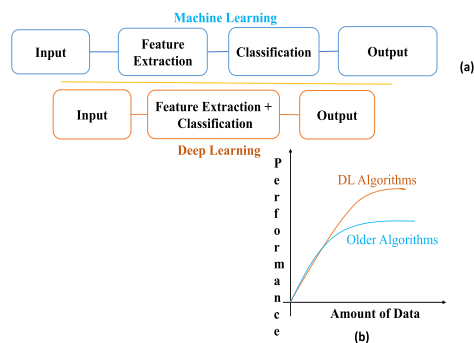 Machine Learning
Input
Feature
Extraction
Classification
Output
(a)
Input
Feature Extraction +
Classification
Output
Deep Learning
Performance
DL Algorithms
Older Algorithms
Amount of Data
(b)